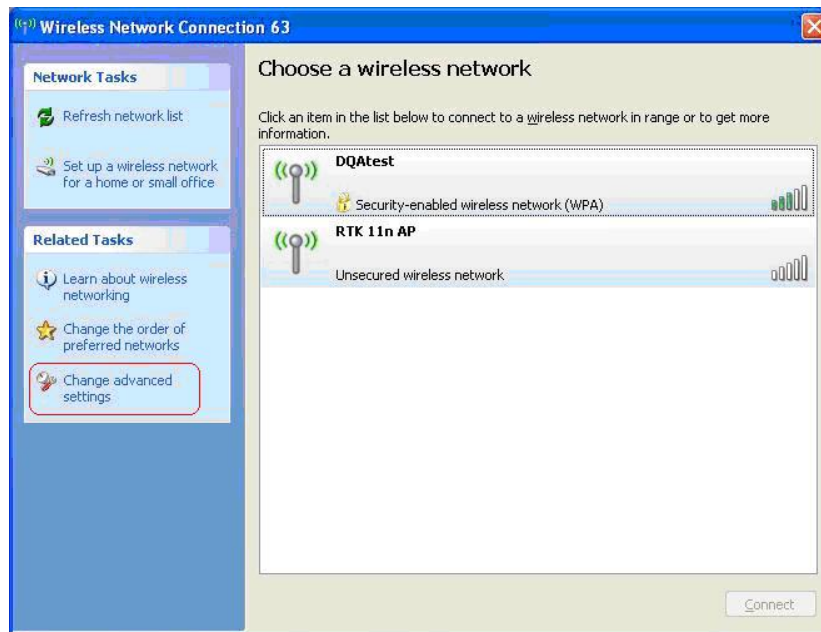 Wireless Network Connection 63
Network Tasks
Refresh network list
Set up a wireless network
for a home or small office
Related Tasks
Learn about wireless
networking
Change the order of
preferred networks
Change advanced
settings
Choose a wireless network
Click an item in the list below to connect to a wireless network in range or to get more
information.
DQAtest
Security-enabled wireless network (WPA)
RTK 11n AP
Unsecured wireless network
Connect